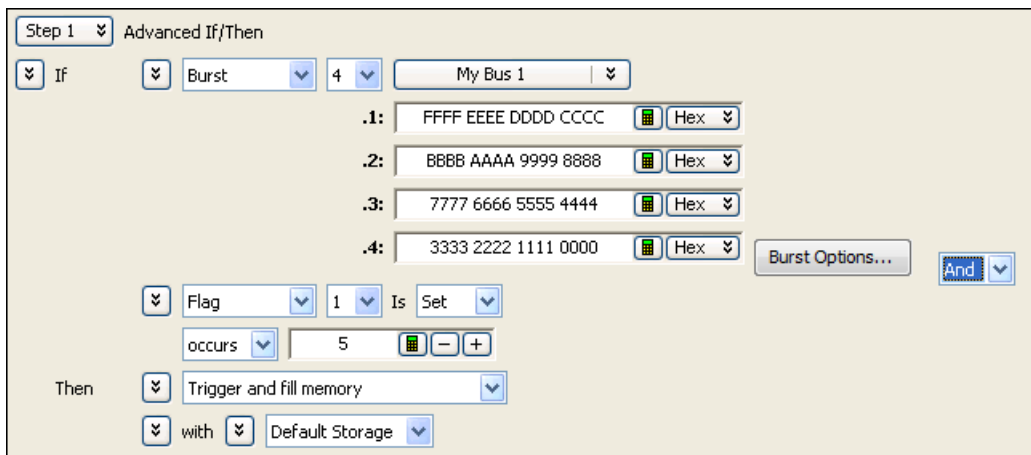 Step 1 Advanced If/Then
If Burst 4 My Bus 1
.1: FFFF EEEE DDDD CCCC Hex
.2: BBBB AAAA 9999 8888 Hex
.3: 7777 6666 5555 4444 Hex
.4: 3333 2222 1111 0000 Hex Burst Options... And
Flag 1 Is Set
occurs 5 − +
Then Trigger and fill memory
with Default Storage